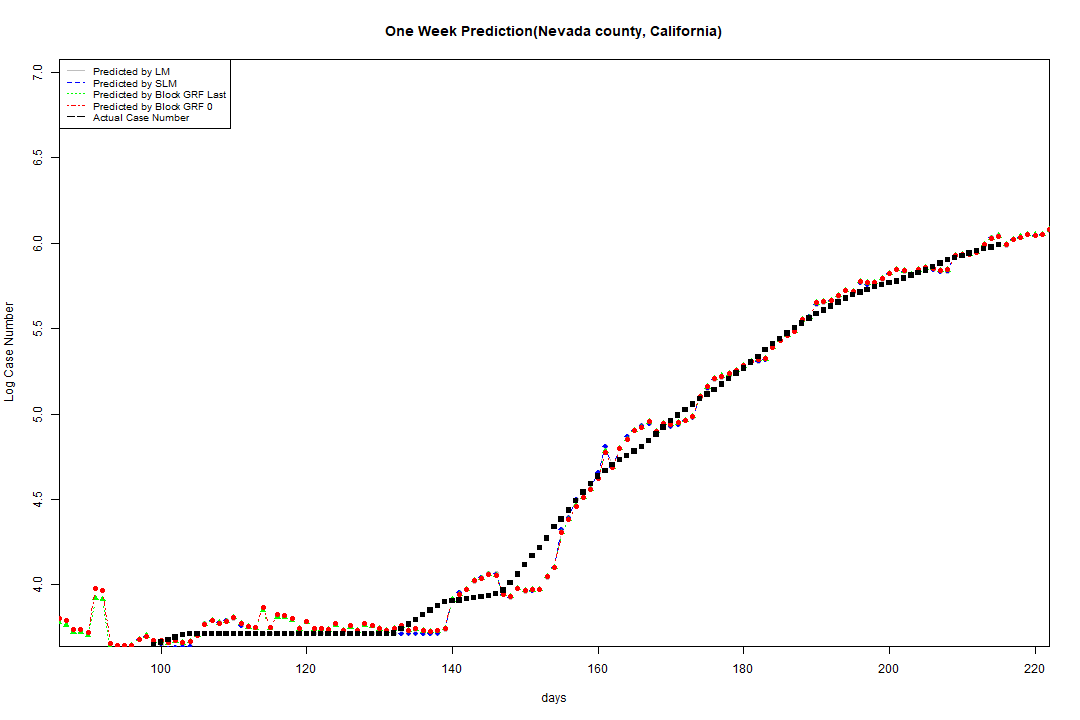 One Week Prediction(Nevada county, California)
Predicted by LM
Predicted by SLM
Predicted by Block GRF Last
Predicted by Block GRF 0
Actual Case Number
Log Case Number
7.0
6.5
6.0
5.5
5.0
4.5
4.0
100 120 140 160 180 200 220
days